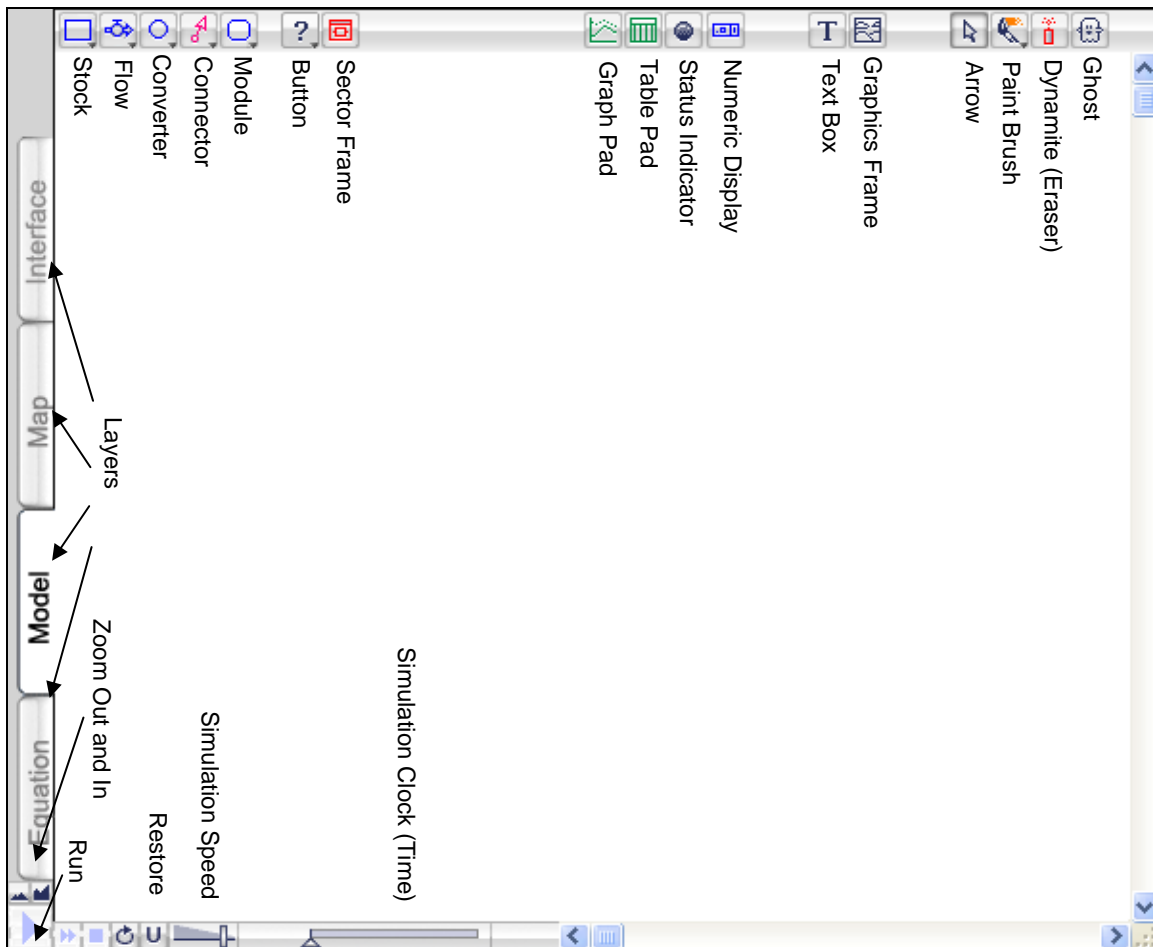 Stock
Flow
Converter
Connector
Module
?
Button
Sector Frame
Graph Pad
Table Pad
Status Indicator
Numeric Display
T
Text Box
Graphics Frame
Arrow
Paint Brush
Dynamite (Eraser)
Ghost
Interface
Map
Model
Equation
Layers
Zoom Out and In
Run
Restore
Simulation Speed
Simulation Clock (Time)
U